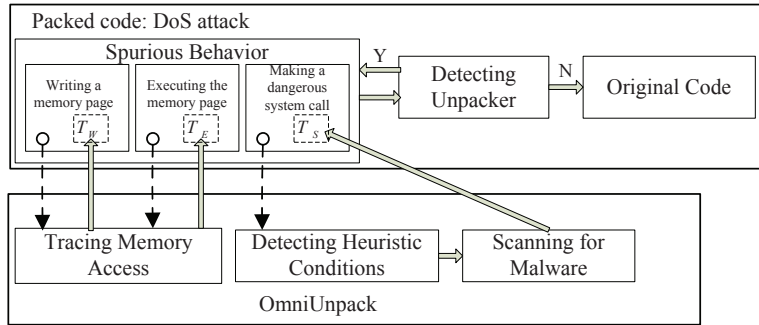 Packed code: DoS attack
Spurious Behavior
Writing a
memory page
T_W
Executing the
memory page
T_E
Making a
dangerous
system call
T_S
Y
Detecting
Unpacker
N
Original Code
Tracing Memory
Access
Detecting Heuristic
Conditions
Scanning for
Malware
OmniUnpack